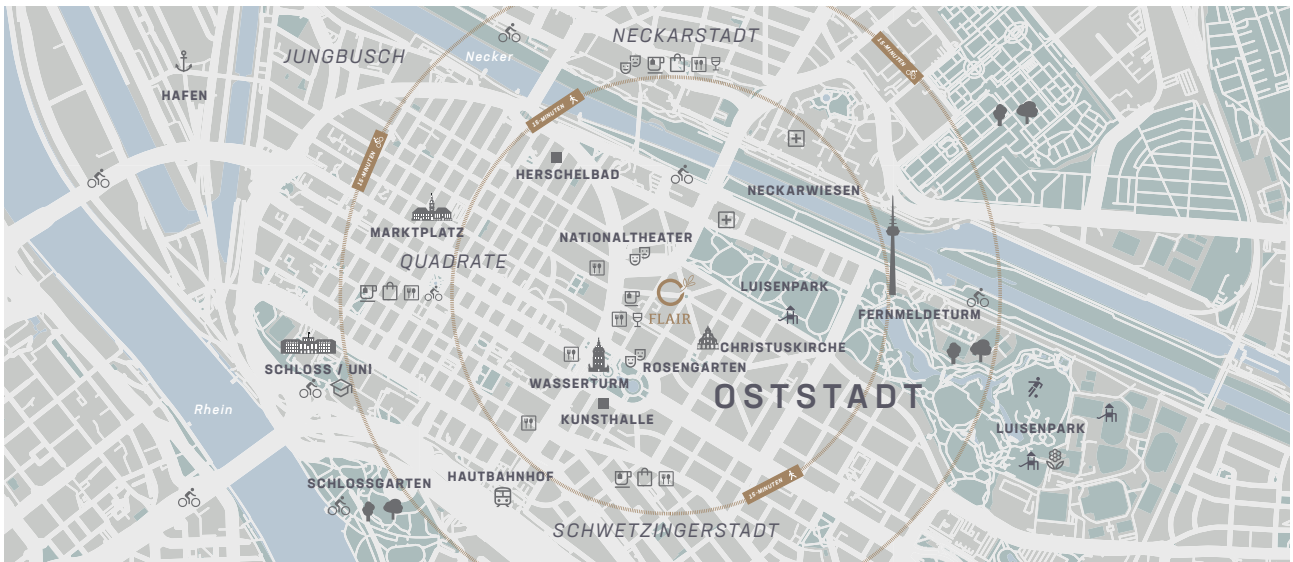 NECKARSTADT
JUNGBUSCH
Necker
15-MINUTEN
HAFEN
15-MINUTEN
15-MINUTEN
HERSCHELBAD
NECKARWIESEN
MARKTPLATZ
NATIONALTHEATER
QUADRATE
LUISENPARK
FLAIR
FERNMELDETURM
CHRISTUSKIRCHE
SCHLOSS / UNI
ROSENGARTEN
WASSERTURM
OSTSTADT
Rhein
KUNSTHALLE
LUISENPARK
HAUTBAHNHOF
SCHLOSSGARTEN
15-MINUTEN
SCHWETZINGERSTADT